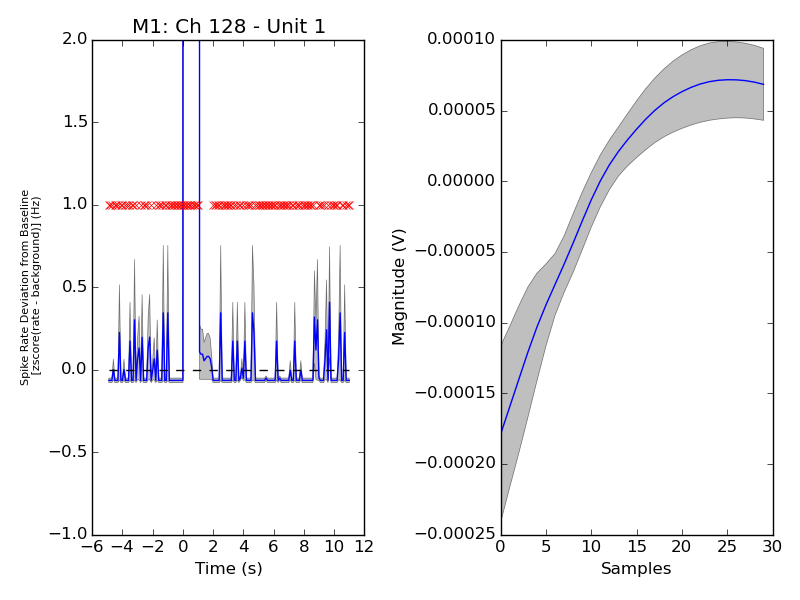 M1: Ch 128 - Unit 1
2.0
1.5
1.0
0.5
0.0
−0.5
−1.0
−6 −4 −2 0 2 4 6 8 10 12
Time (s)
Spike Rate Deviation from Baseline
[zscore(rate - background)] (Hz)
0.00010
0.00005
0.00000
−0.00005
−0.00010
−0.00015
−0.00020
−0.00025
0 5 10 15 20 25 30
Samples
Magnitude (V)